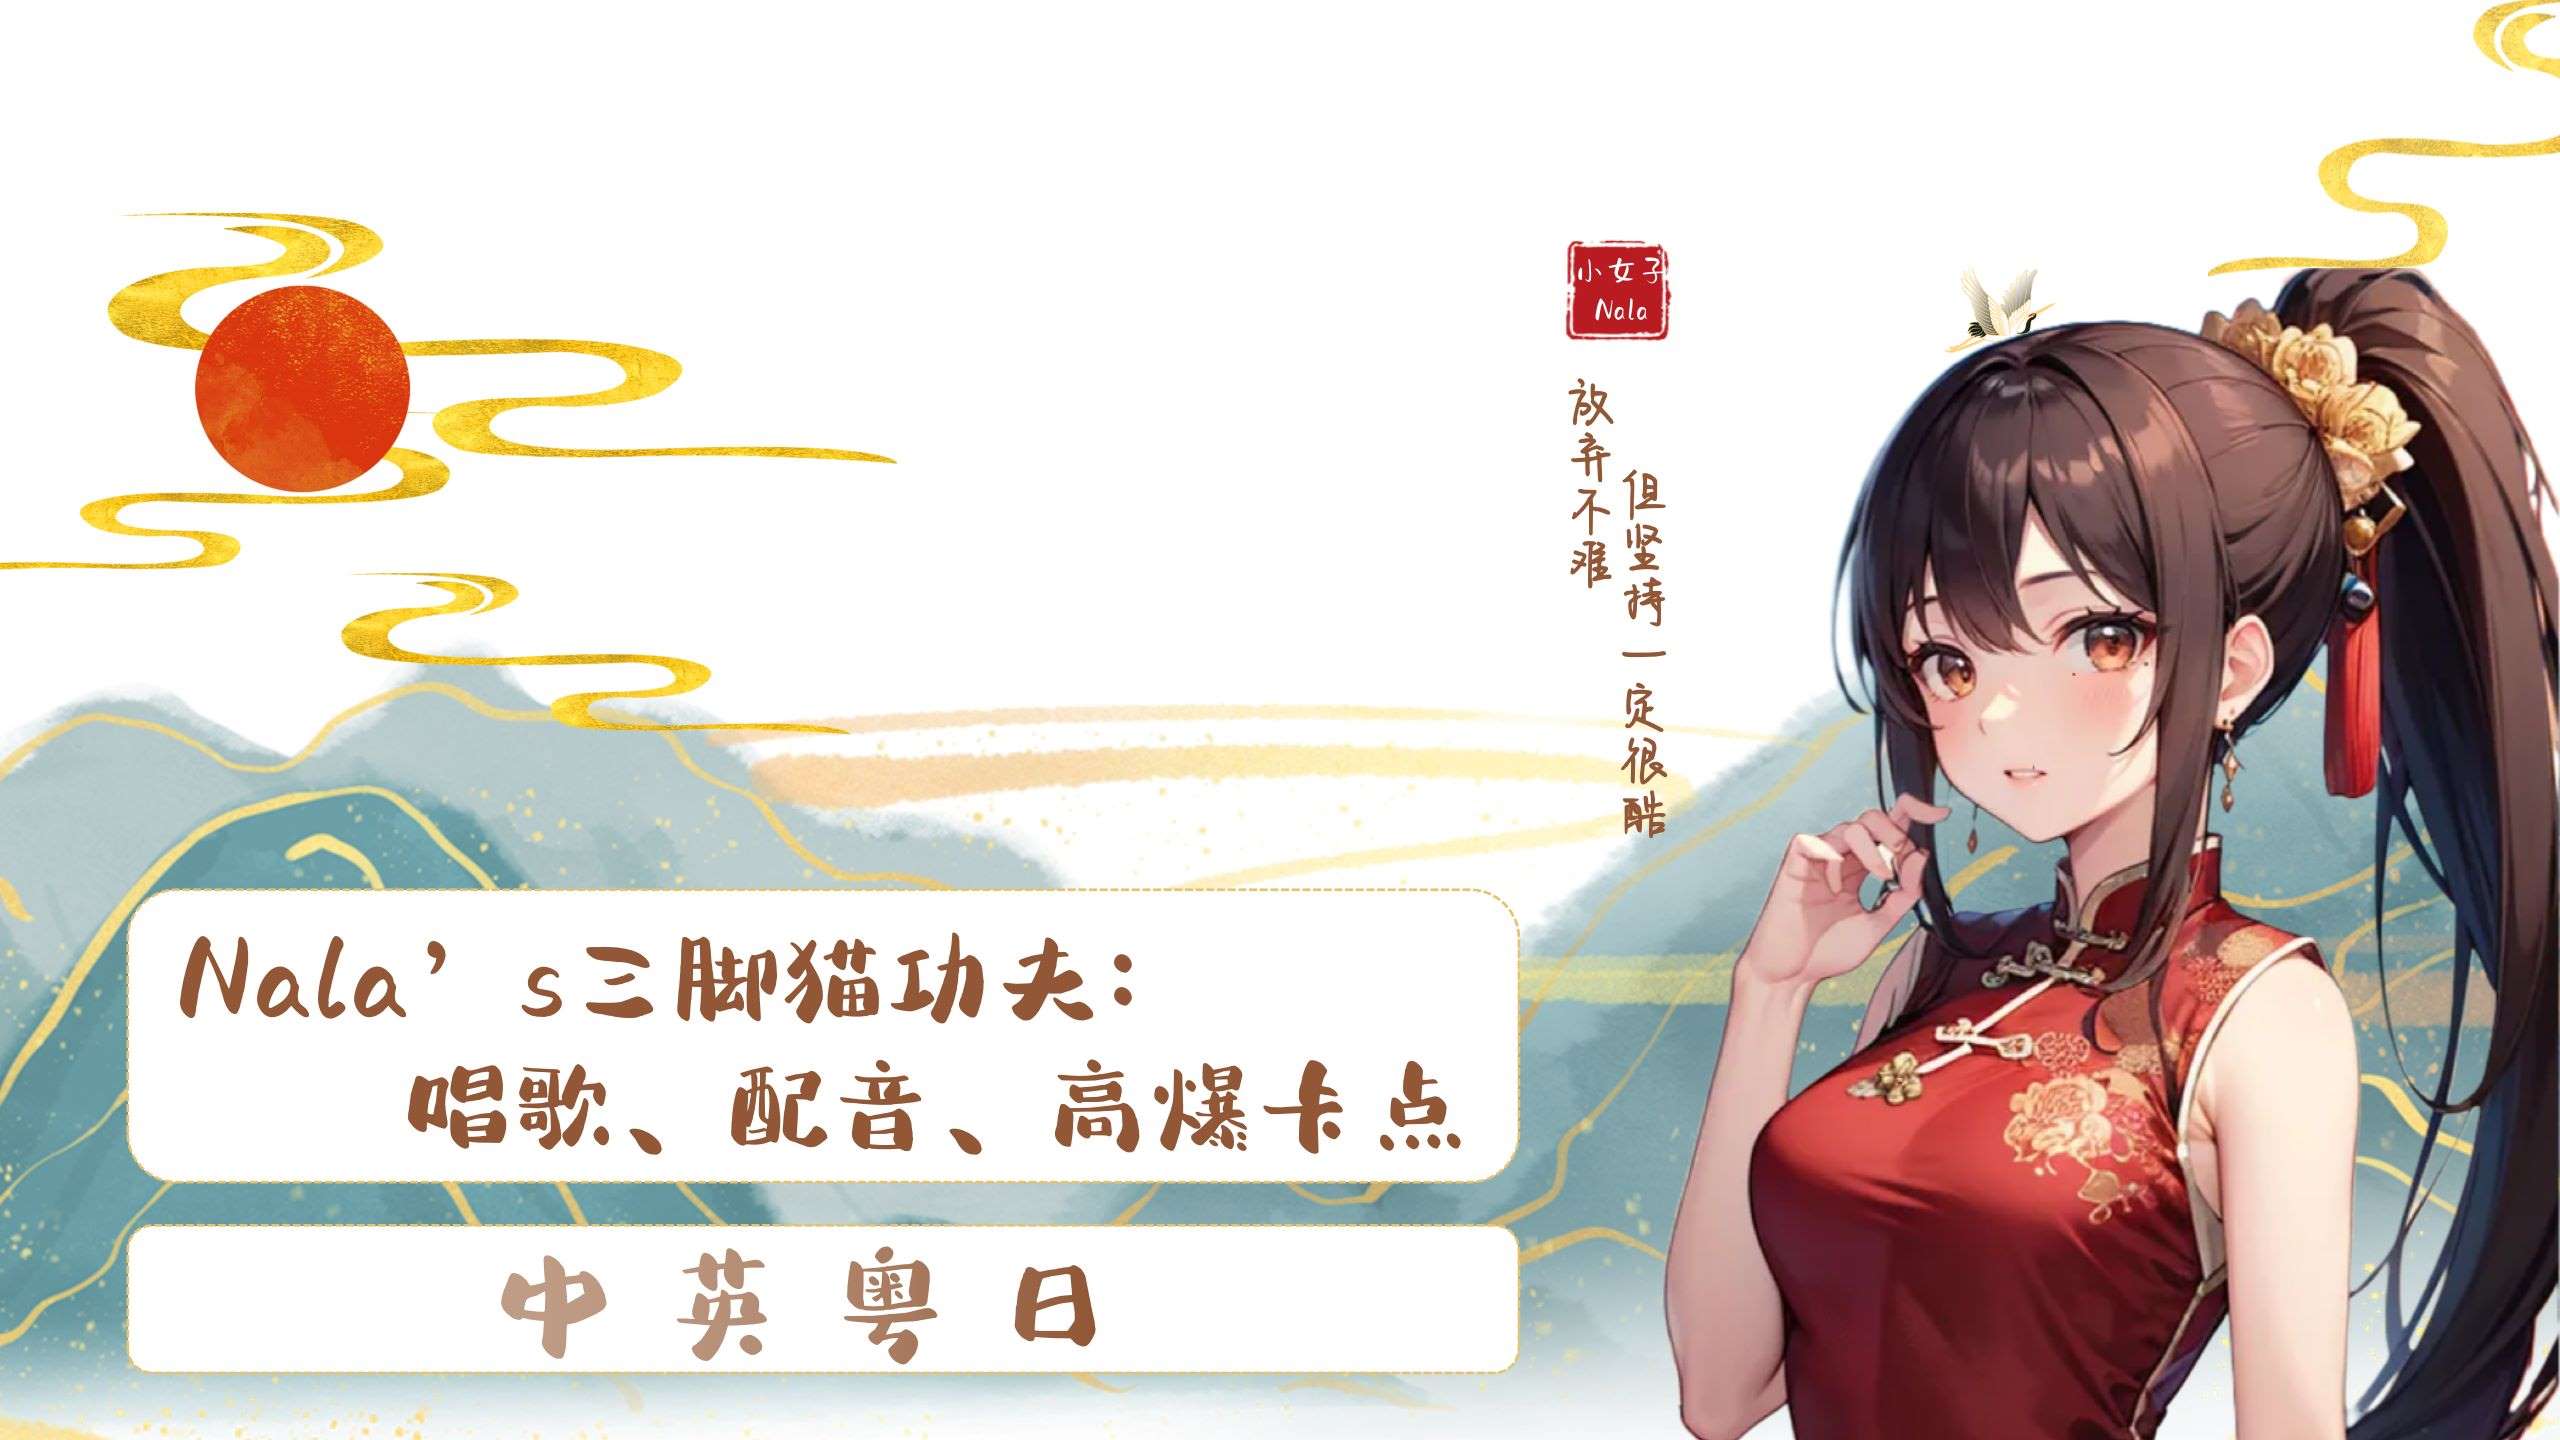 小女子
Nala
放弃不难
但坚持一定很酷
Nala’s三脚猫功夫：
唱歌、配音、高爆卡点
中 英 粤 日